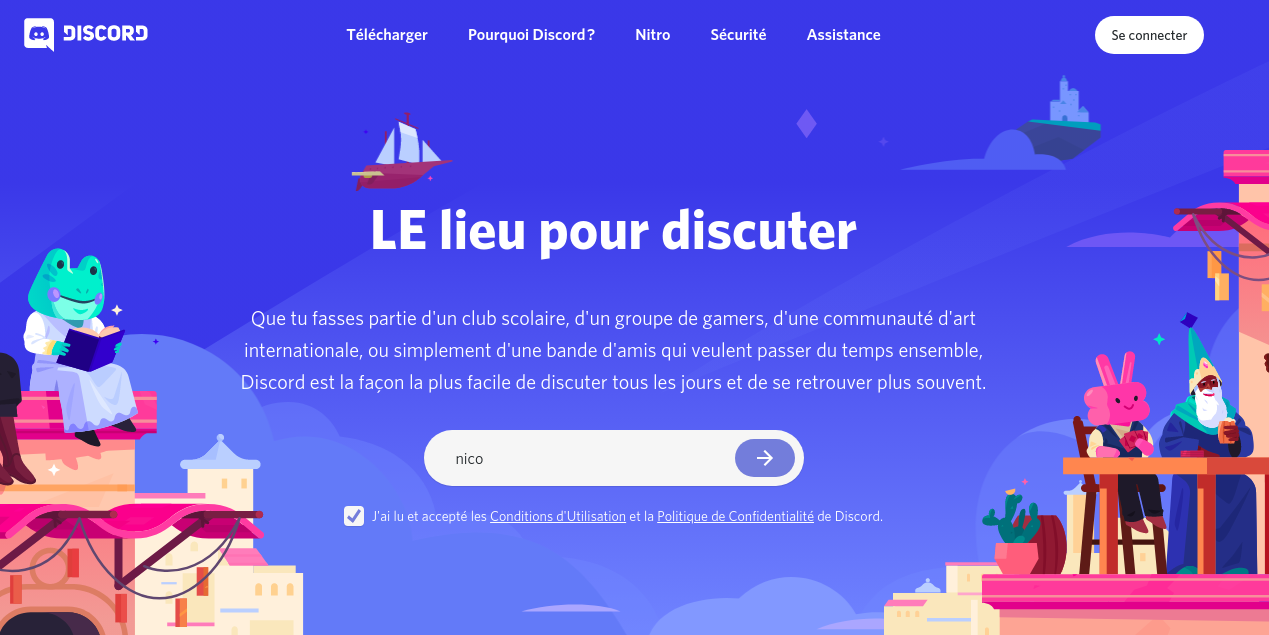 DISCORD
Télécharger
Pourquoi Discord ?
Nitro
Sécurité
Assistance
Se connecter
LE lieu pour discuter
Que tu fasses partie d'un club scolaire, d'un groupe de gamers, d'une communauté d'art
internationale, ou simplement d'une bande d'amis qui veulent passer du temps ensemble,
Discord est la façon la plus facile de discuter tous les jours et de se retrouver plus souvent.
nico
J'ai lu et accepté les Conditions d'Utilisation et la Politique de Confidentialité de Discord.